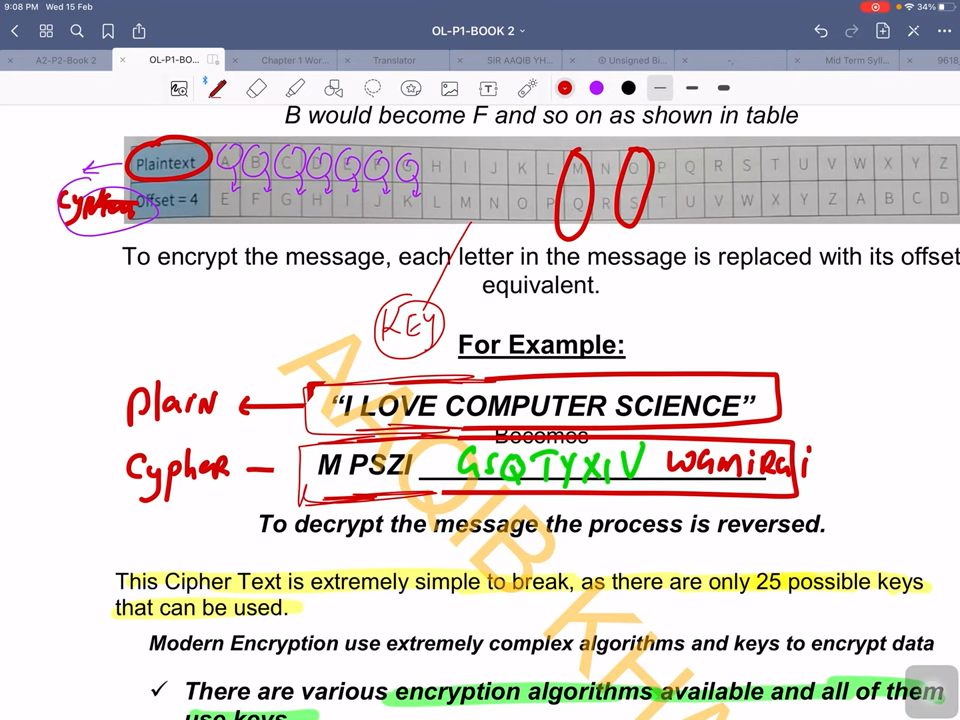 9:08 PM Wed 15 Feb
34%
OL-P1-BOOK 2
A2-P2-Book 2
OL-P1-BO...
Chapter 1 Wor...
Translator
SiR AAQIB YH...
Unsigned Bi...
Mid Term Syll...
9618
B would become F and so on as shown in table
Plaintext A B C D E F G H I J K L M N O P Q R S T U V W X Y Z
Offset = 4 E F G H I J K L M N O P Q R S T U V W X Y Z A B C D
To encrypt the message, each letter in the message is replaced with its offset
equivalent.
KEY
For Example:
Plain
"I LOVE COMPUTER SCIENCE"
Becomes
Cypher
M PSZI GSQTYXIV WGMIRGI
To decrypt the message the process is reversed.
This Cipher Text is extremely simple to break, as there are only 25 possible keys
that can be used.
Modern Encryption use extremely complex algorithms and keys to encrypt data
✓ There are various encryption algorithms available and all of them
use keys
AAQIB KHA